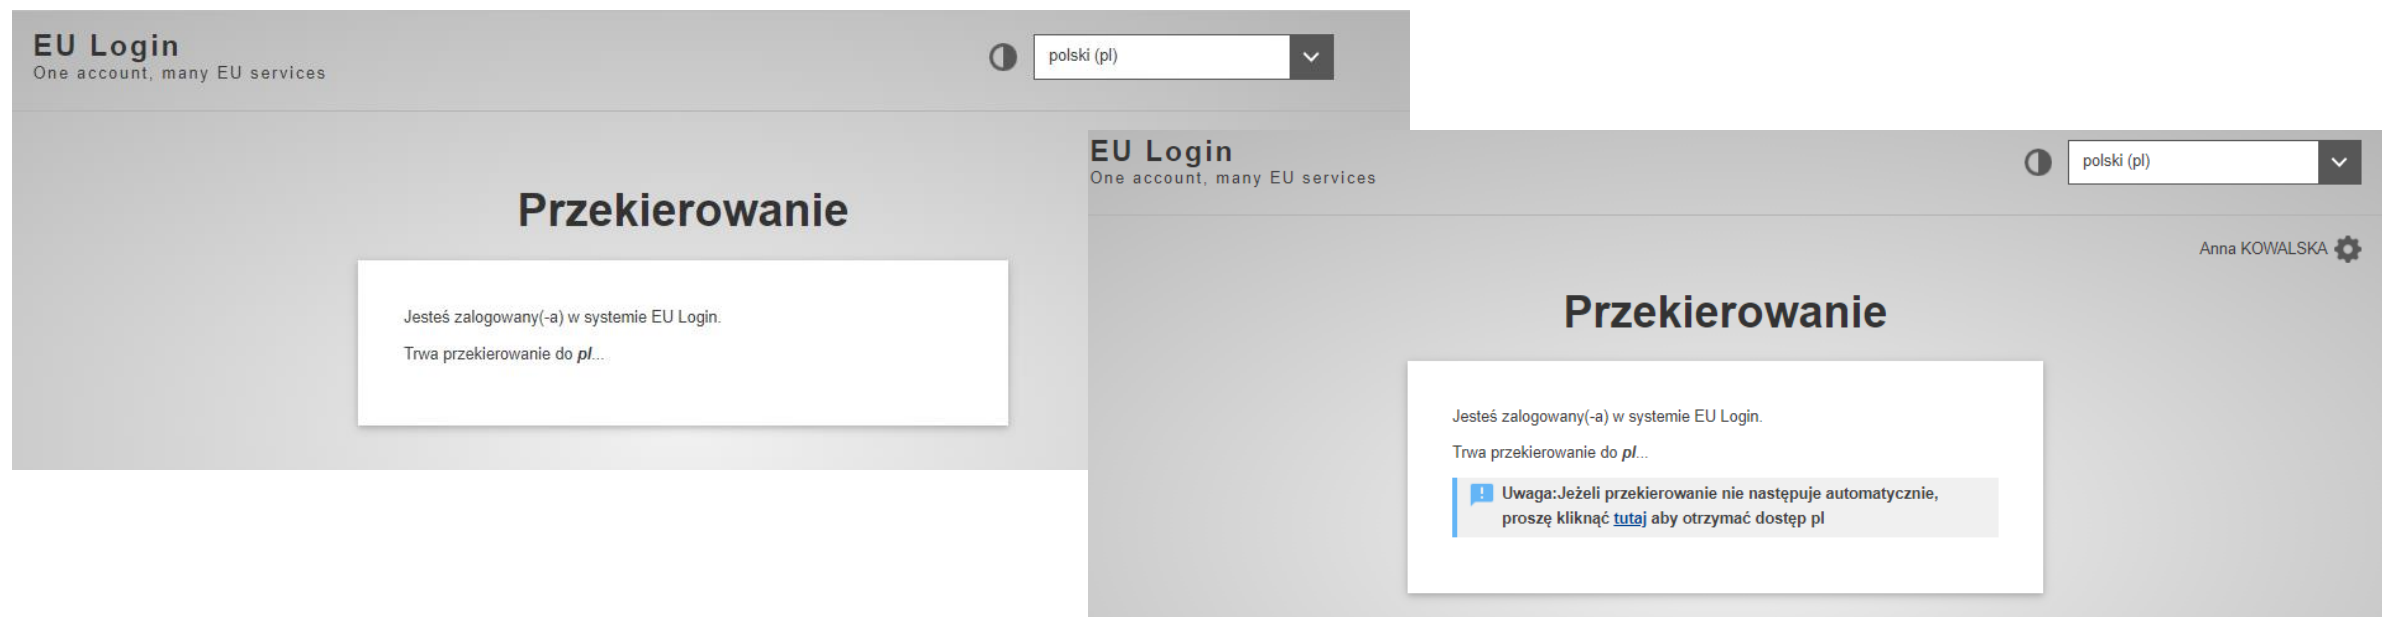 EU Login
One account, many EU services
polski (pl)
Przekierowanie
Jesteś zalogowany(-a) w systemie EU Login.
Trwa przekierowanie do pl...
EU Login
One account, many EU services
polski (pl)
Anna KOWALSKA
Przekierowanie
Jesteś zalogowany(-a) w systemie EU Login.
Trwa przekierowanie do pl...
Uwaga:Jeżeli przekierowanie nie następuje automatycznie,
proszę kliknąć tutaj aby otrzymać dostęp pl